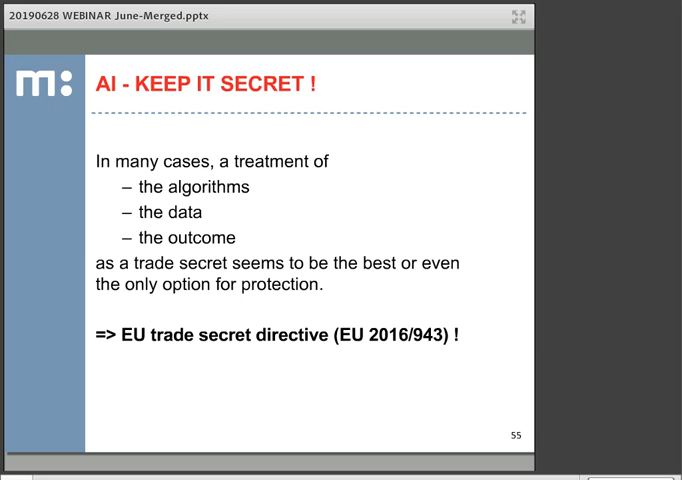 20190628 WEBINAR June-Merged.pptx
m:
AI - KEEP IT SECRET !
In many cases, a treatment of
– the algorithms
– the data
– the outcome
as a trade secret seems to be the best or even
the only option for protection.
=> EU trade secret directive (EU 2016/943) !
55